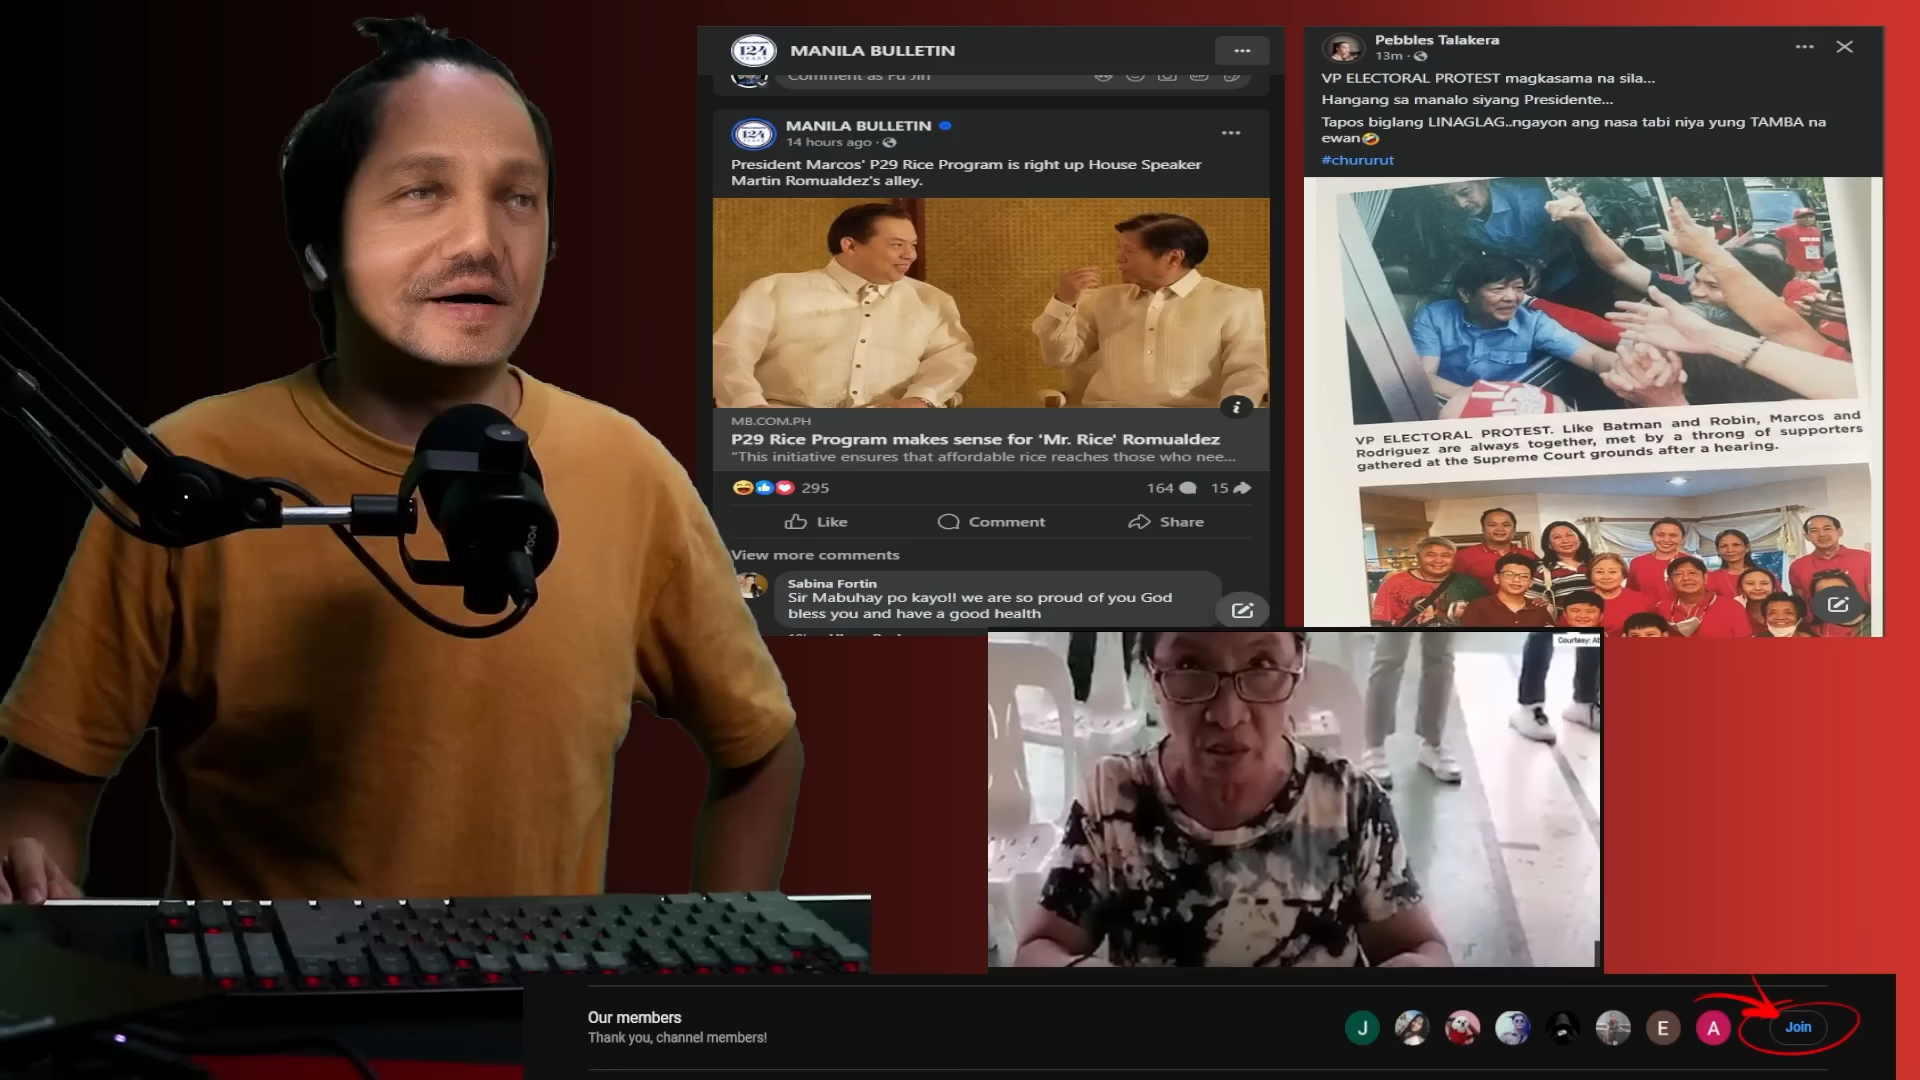 MANILA BULLETIN
Comment as Fu Jin
MANILA BULLETIN
14 hours ago
President Marcos' P29 Rice Program is right up House Speaker
Martin Romualdez's alley.
MB.COM.PH
P29 Rice Program makes sense for 'Mr. Rice' Romualdez
"This initiative ensures that affordable rice reaches those who nee...
295
164
15
Like
Comment
Share
View more comments
Sabina Fortin
Sir Mabuhay po kayo!! we are so proud of you God
bless you and have a good health
Pebbles Talakera
13m
VP ELECTORAL PROTEST magkasama na sila...
Hangang sa manalo siyang Presidente...
Tapos biglang LINAGLAG..ngayon ang nasa tabi niya yung TAMBA na
ewan🤣
#chururut
VP ELECTORAL PROTEST. Like Batman and Robin, Marcos and
Rodriguez are always together, met by a throng of supporters
gathered at the Supreme Court grounds after a hearing.
Courtesy:
Our members
Thank you, channel members!
J
E
A
Join